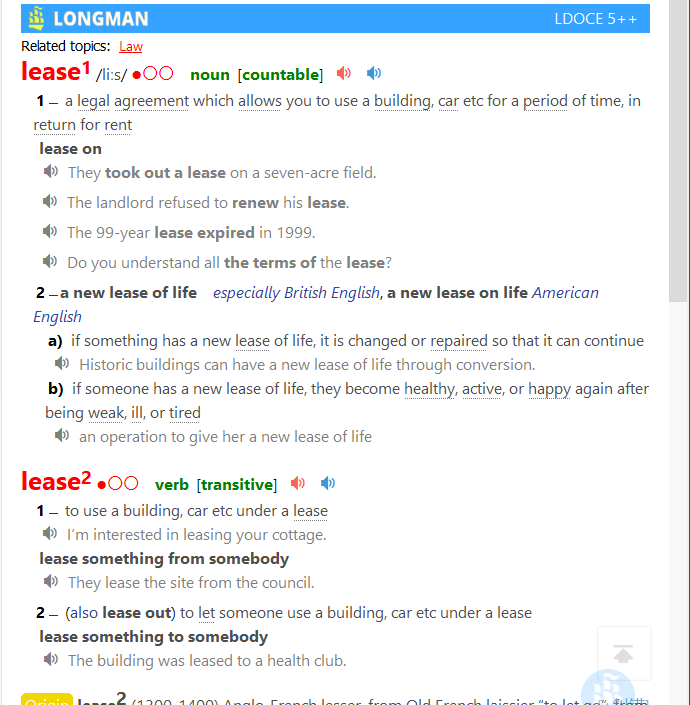 LONGMAN LDOCE 5++
Related topics: Law
lease1 /liːs/ ●○○ noun [countable]
1 – a legal agreement which allows you to use a building, car etc for a period of time, in
return for rent
lease on
They took out a lease on a seven-acre field.
The landlord refused to renew his lease.
The 99-year lease expired in 1999.
Do you understand all the terms of the lease?
2 – a new lease of life especially British English, a new lease on life American
English
a) if something has a new lease of life, it is changed or repaired so that it can continue
Historic buildings can have a new lease of life through conversion.
b) if someone has a new lease of life, they become healthy, active, or happy again after
being weak, ill, or tired
an operation to give her a new lease of life
lease2 ●○○ verb [transitive]
1 – to use a building, car etc under a lease
I’m interested in leasing your cottage.
lease something from somebody
They lease the site from the council.
2 – (also lease out) to let someone use a building, car etc under a lease
lease something to somebody
The building was leased to a health club.
Origin lease2 (1300-1400) Anglo-French lesser, from Old French laissier “to let go”, from